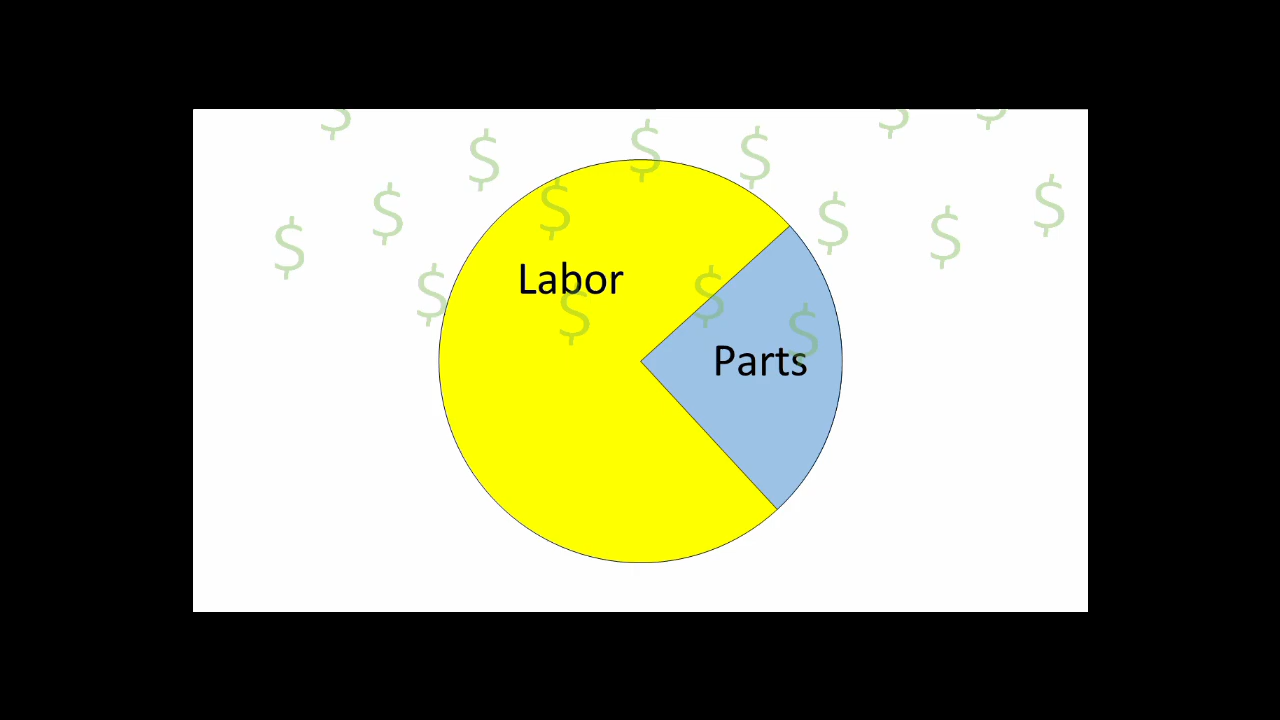 $ $ $
$ $ $ $
$ $ $ $ $ $
$ $ $ $ $
Labor
Parts